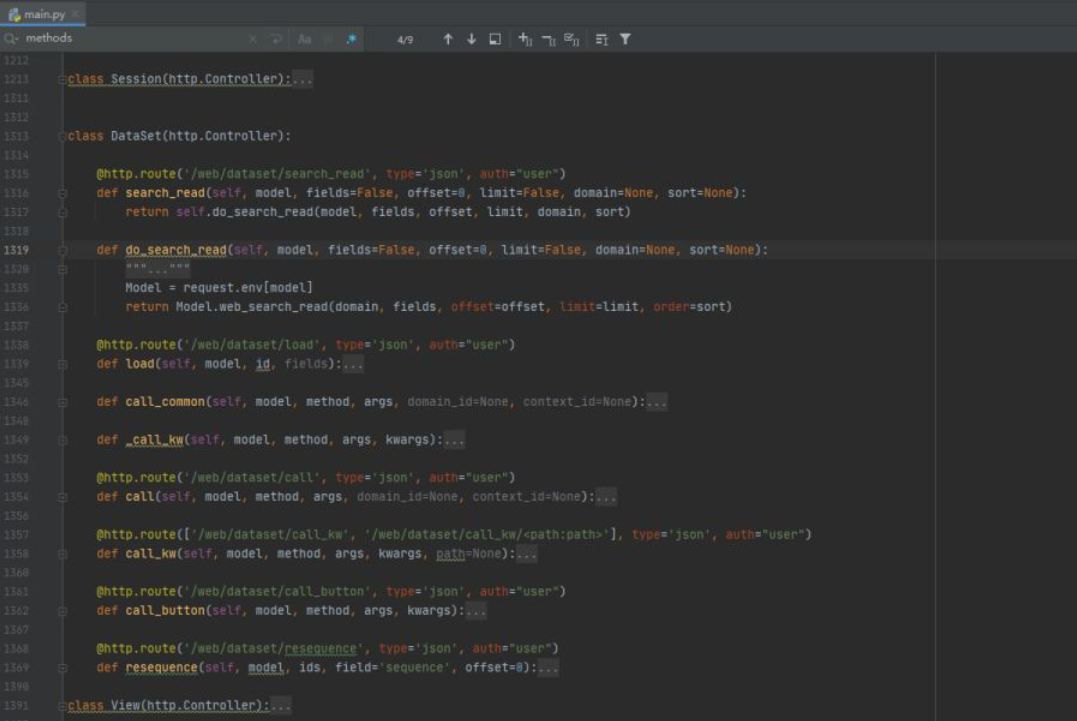 main.py
methods
Aa
.*
4/9
1212
1213 class Session(http.Controller):...
1311
1312
1313 class DataSet(http.Controller):
1314
1315 @http.route('/web/dataset/search_read', type='json', auth="user")
1316 def search_read(self, model, fields=False, offset=0, limit=False, domain=None, sort=None):
1317 return self.do_search_read(model, fields, offset, limit, domain, sort)
1318
1319 def do_search_read(self, model, fields=False, offset=0, limit=False, domain=None, sort=None):
1320 """..."""
1335 Model = request.env[model]
1336 return Model.web_search_read(domain, fields, offset=offset, limit=limit, order=sort)
1337
1338 @http.route('/web/dataset/load', type='json', auth="user")
1339 def load(self, model, id, fields):...
1345
1346 def call_common(self, model, method, args, domain_id=None, context_id=None):...
1348
1349 def _call_kw(self, model, method, args, kwargs):...
1352
1353 @http.route('/web/dataset/call', type='json', auth="user")
1354 def call(self, model, method, args, domain_id=None, context_id=None):...
1356
1357 @http.route(['/web/dataset/call_kw', '/web/dataset/call_kw/<path:path>'], type='json', auth="user")
1358 def call_kw(self, model, method, args, kwargs, path=None):...
1360
1361 @http.route('/web/dataset/call_button', type='json', auth="user")
1362 def call_button(self, model, method, args, kwargs):...
1367
1368 @http.route('/web/dataset/resequence', type='json', auth="user")
1369 def resequence(self, model, ids, field='sequence', offset=0):...
1390
1391 class View(http.Controller):...